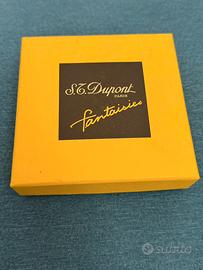 S.T. Dupont
PARIS
fantaisies
subito